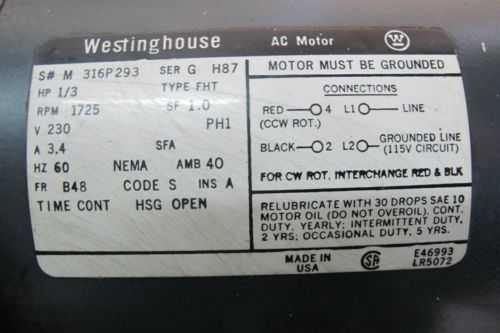 Westinghouse AC Motor W
S# M 316P293 SER G H87
HP 1/3 TYPE FHT
RPM 1725 SF 1.0
V 230 PH1
A 3.4 SFA
HZ 60 NEMA AMB 40
FR B48 CODE S INS A
TIME CONT HSG OPEN
MOTOR MUST BE GROUNDED
CONNECTIONS
RED 4 L1 LINE
(CCW ROT.)
BLACK 2 L2 GROUNDED LINE
(115V CIRCUIT)
FOR CW ROT. INTERCHANGE RED & BLK
RELUBRICATE WITH 30 DROPS SAE 10
MOTOR OIL (DO NOT OVEROIL). CONT.
DUTY, YEARLY; INTERMITTENT DUTY,
2 YRS; OCCASIONAL DUTY, 5 YRS.
MADE IN
USA
SA
E46993
LR5072